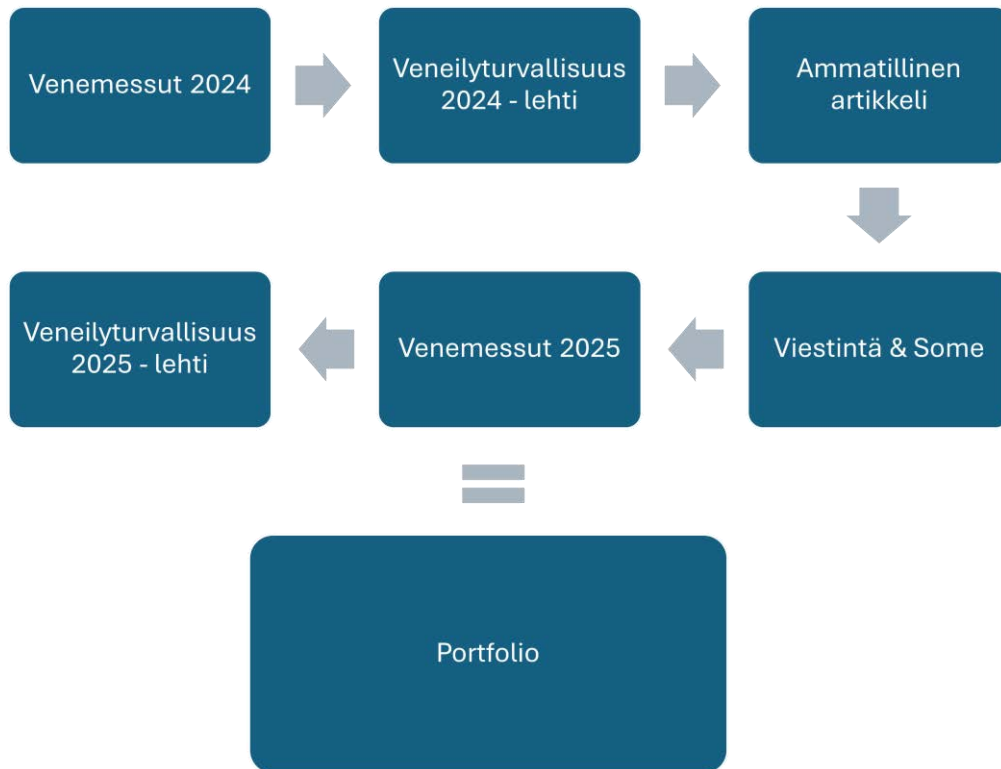 Venemessut 2024
Veneilyturvallisuus
2024 - lehti
Ammatillinen
artikkeli
Viestintä & Some
Venemessut 2025
Veneilyturvallisuus
2025 - lehti
Portfolio